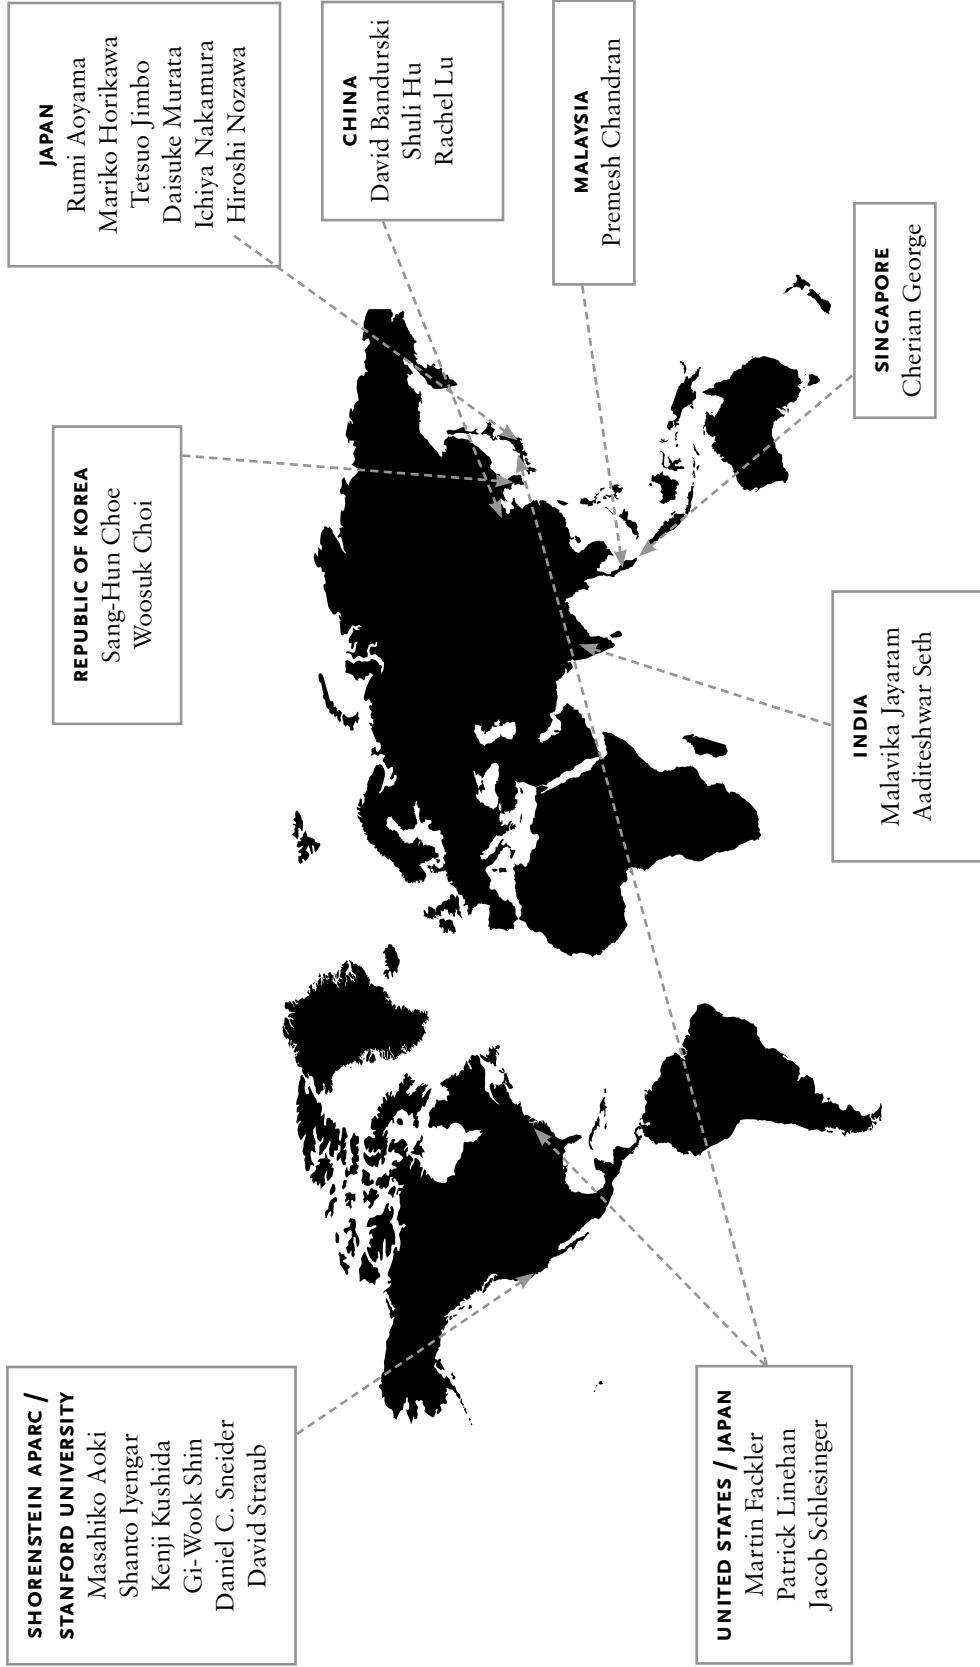 SHORENSTEIN APARC /
STANFORD UNIVERSITY
Masahiko Aoki
Shanto Iyengar
Kenji Kushida
Gi-Wook Shin
Daniel C. Sneider
David Straub
REPUBLIC OF KOREA
Sang-Hun Choe
Woosuk Choi
JAPAN
Rumi Aoyama
Mariko Horikawa
Tetsuo Jimbo
Daisuke Murata
Ichiya Nakamura
Hiroshi Nozawa
CHINA
David Bandurski
Shuli Hu
Rachel Lu
MALAYSIA
Premesh Chandran
UNITED STATES / JAPAN
Martin Fackler
Patrick Linehan
Jacob Schlesinger
INDIA
Malavika Jayaram
Aaditeshwar Seth
SINGAPORE
Cherian George